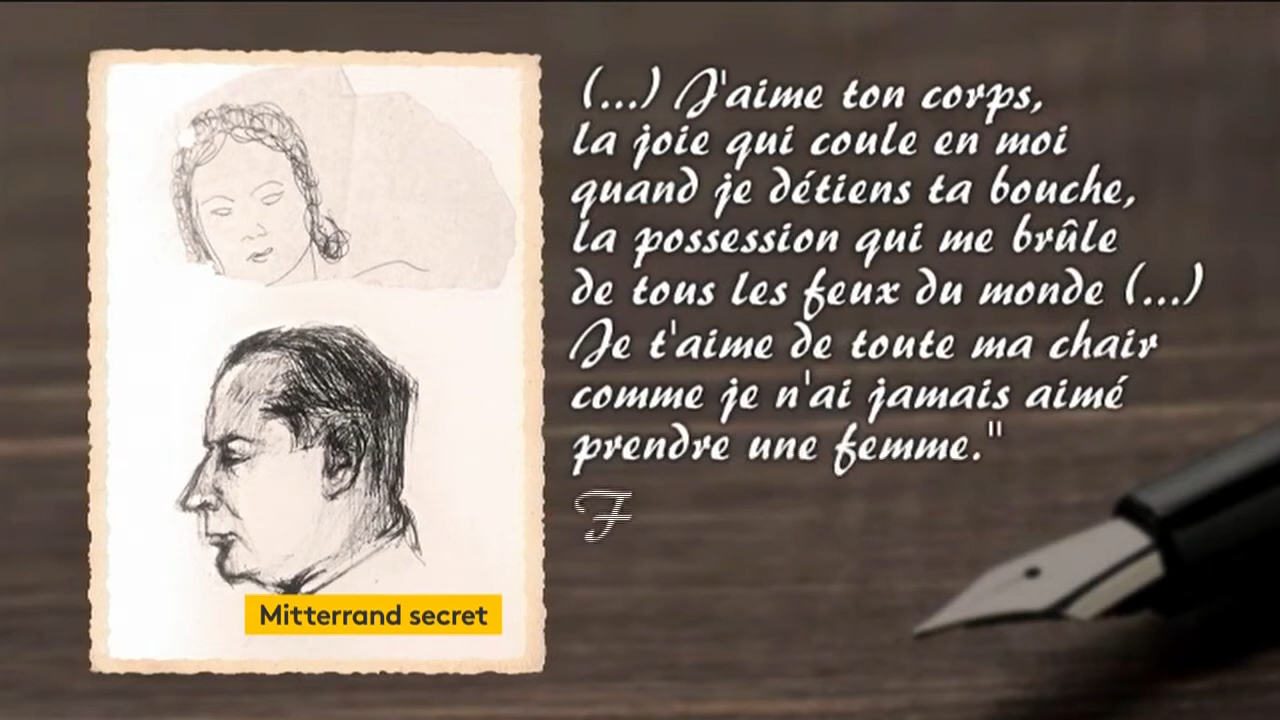 (...) J'aime ton corps,
la joie qui coule en moi
quand je détiens ta bouche,
la possession qui me brûle
de tous les feux du monde (...)
Je t'aime de toute ma chair
comme je n'ai jamais aimé
prendre une femme."
F
Mitterrand secret